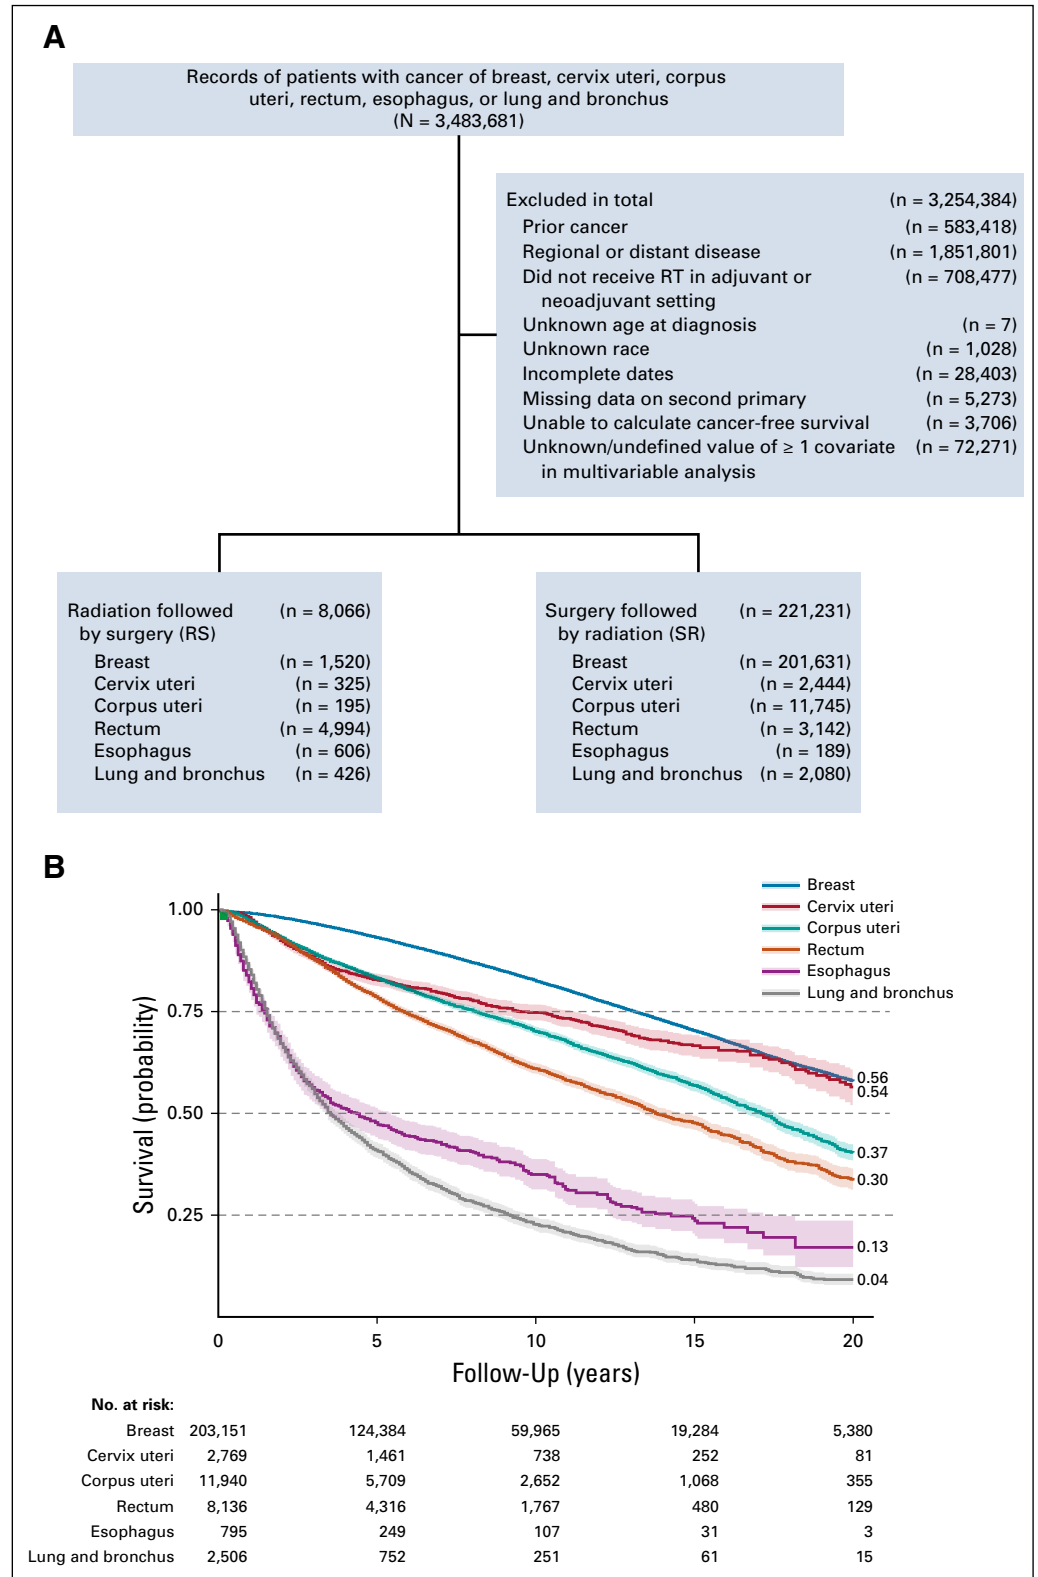 A
Records of patients with cancer of breast, cervix uteri, corpus
uteri, rectum, esophagus, or lung and bronchus
(N = 3,483,681)
Excluded in total (n = 3,254,384)
Prior cancer (n = 583,418)
Regional or distant disease (n = 1,851,801)
Did not receive RT in adjuvant or (n = 708,477)
neoadjuvant setting
Unknown age at diagnosis (n = 7)
Unknown race (n = 1,028)
Incomplete dates (n = 28,403)
Missing data on second primary (n = 5,273)
Unable to calculate cancer-free survival (n = 3,706)
Unknown/undefined value of ≥ 1 covariate (n = 72,271)
in multivariable analysis
Radiation followed (n = 8,066)
by surgery (RS)
Breast (n = 1,520)
Cervix uteri (n = 325)
Corpus uteri (n = 195)
Rectum (n = 4,994)
Esophagus (n = 606)
Lung and bronchus (n = 426)
Surgery followed (n = 221,231)
by radiation (SR)
Breast (n = 201,631)
Cervix uteri (n = 2,444)
Corpus uteri (n = 11,745)
Rectum (n = 3,142)
Esophagus (n = 189)
Lung and bronchus (n = 2,080)
B
Breast
Cervix uteri
Corpus uteri
Rectum
Esophagus
Lung and bronchus
Survival (probability)
1.00
0.75
0.50
0.25
0.56
0.54
0.37
0.30
0.13
0.04
0 5 10 15 20
Follow-Up (years)
No. at risk:
Breast 203,151 124,384 59,965 19,284 5,380
Cervix uteri 2,769 1,461 738 252 81
Corpus uteri 11,940 5,709 2,652 1,068 355
Rectum 8,136 4,316 1,767 480 129
Esophagus 795 249 107 31 3
Lung and bronchus 2,506 752 251 61 15